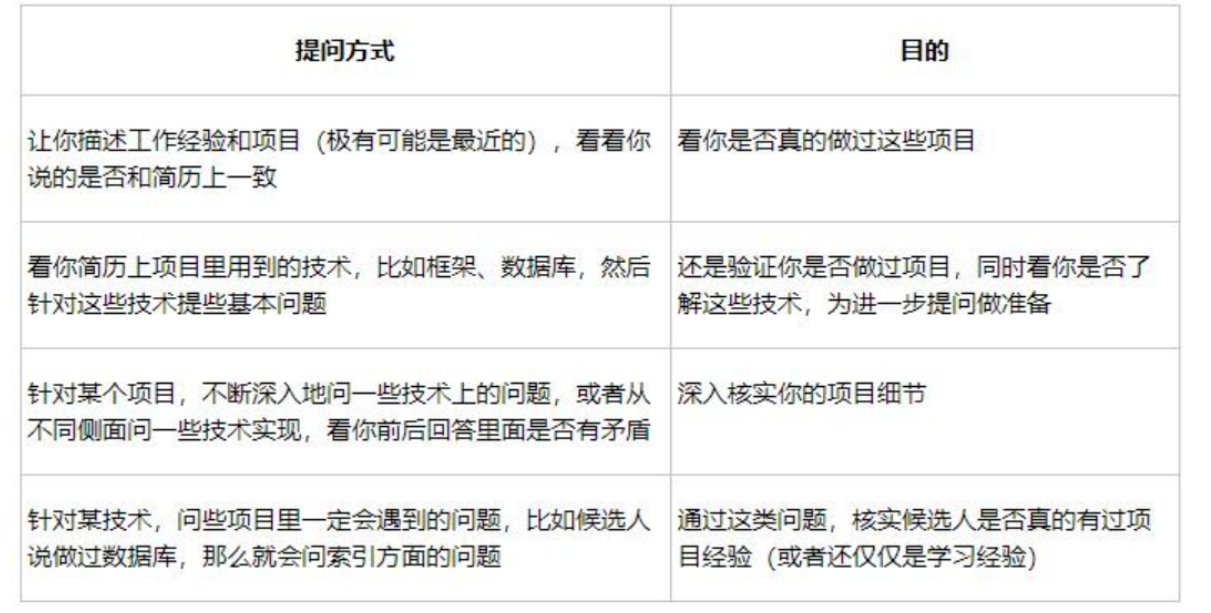 提问方式
目的
让你描述工作经验和项目（极有可能是最近的），看看你
说的是否和简历上一致
看你是否真的做过这些项目
看你简历上项目里用到的技术，比如框架、数据库，然后
针对这些技术提些基本问题
还是验证你是否做过项目，同时看你是否了
解这些技术，为进一步提问做准备
针对某个项目，不断深入地问一些技术上的问题，或者从
不同侧面问一些技术实现，看你前后回答里面是否有矛盾
深入核实你的项目细节
针对某技术，问些项目里一定会遇到的问题，比如候选人
说做过数据库，那么就会问索引方面的问题
通过这类问题，核实候选人是否真的有过项
目经验（或者还仅仅是学习经验）